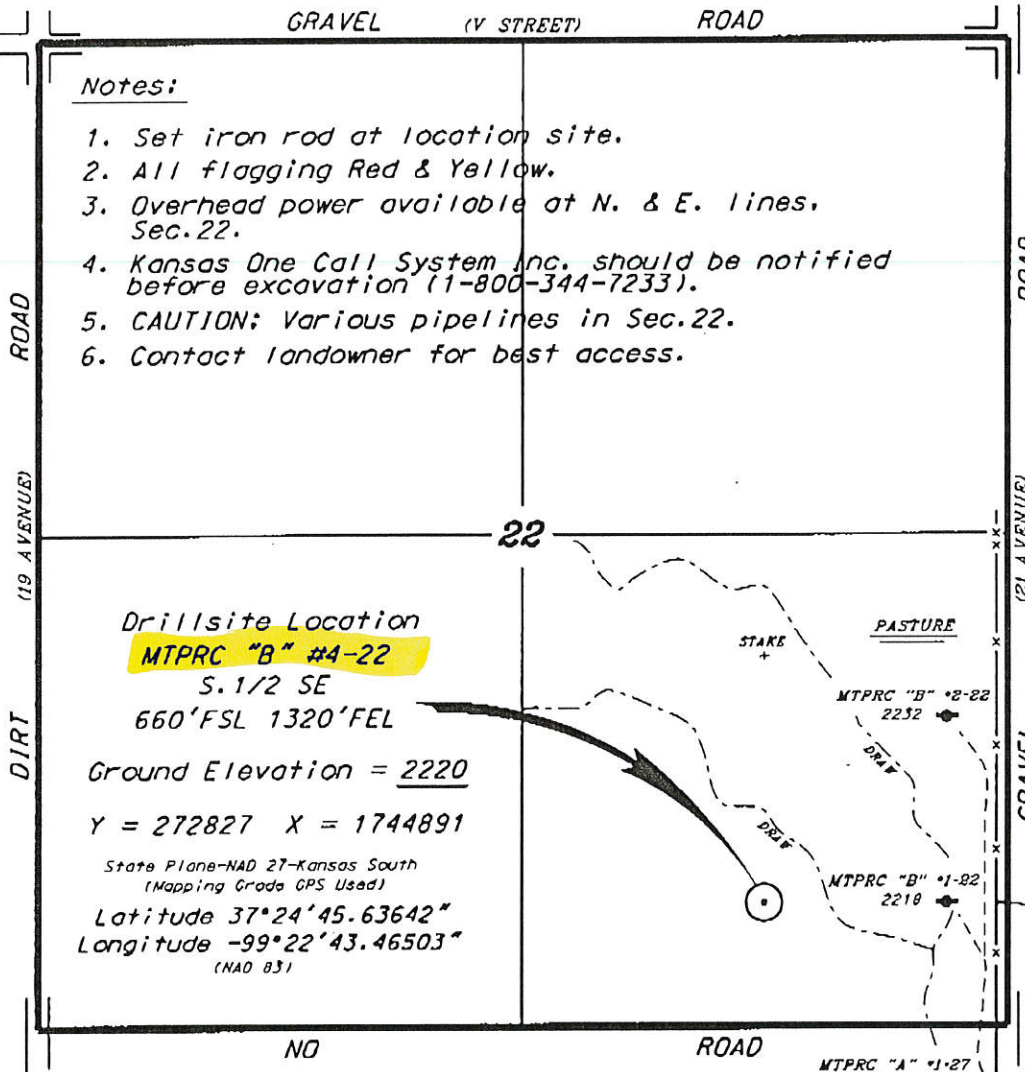 GRAVEL (V STREET) ROAD
Notes:
1. Set iron rod at location site.
2. All flagging Red & Yellow.
3. Overhead power available at N. & E. lines,
Sec.22.
4. Kansas One Call System Inc. should be notified
before excavation (1-800-344-7233).
5. CAUTION: Various pipelines in Sec.22.
6. Contact landowner for best access.
ROAD
(19 AVENUE)
DIRT
ROAD
(21 AVENUE)
GRAVEL
22
Drillsite Location
MTPRC "B" #4-22
S. 1/2 SE
660'FSL 1320'FEL
Ground Elevation = 2220
Y = 272827 X = 1744891
State Plane-NAD 27-Kansas South
(Mapping Grade GPS Used)
Latitude 37°24'45.63642"
Longitude -99°22'43.46503"
(NAD 83)
STAKE
PASTURE
MTPRC "B" #2-22
2232
DRAW
DRAW
MTPRC "B" #1-22
2218
NO ROAD
MTPRC "A" #1-27